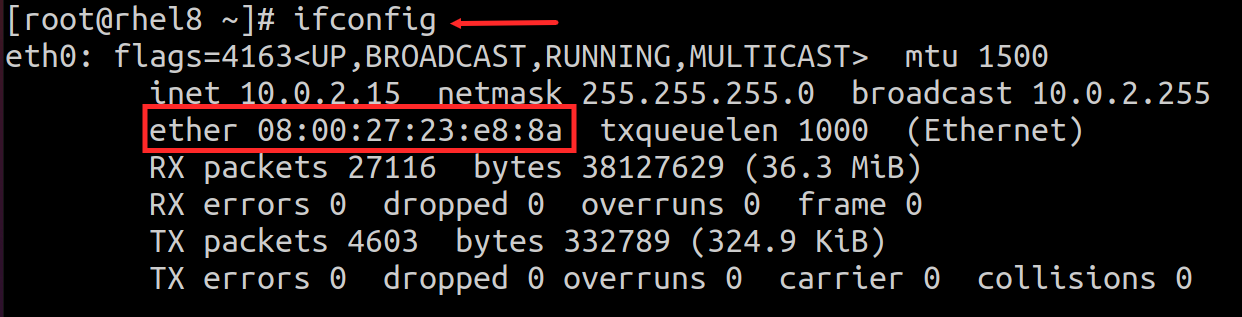 [root@rhel8 ~]# ifconfig
eth0: flags=4163<UP,BROADCAST,RUNNING,MULTICAST>  mtu 1500
        inet 10.0.2.15  netmask 255.255.255.0  broadcast 10.0.2.255
        ether 08:00:27:23:e8:8a  txqueuelen 1000  (Ethernet)
        RX packets 27116  bytes 38127629 (36.3 MiB)
        RX errors 0  dropped 0  overruns 0  frame 0
        TX packets 4603  bytes 332789 (324.9 KiB)
        TX errors 0  dropped 0 overruns 0  carrier 0  collisions 0